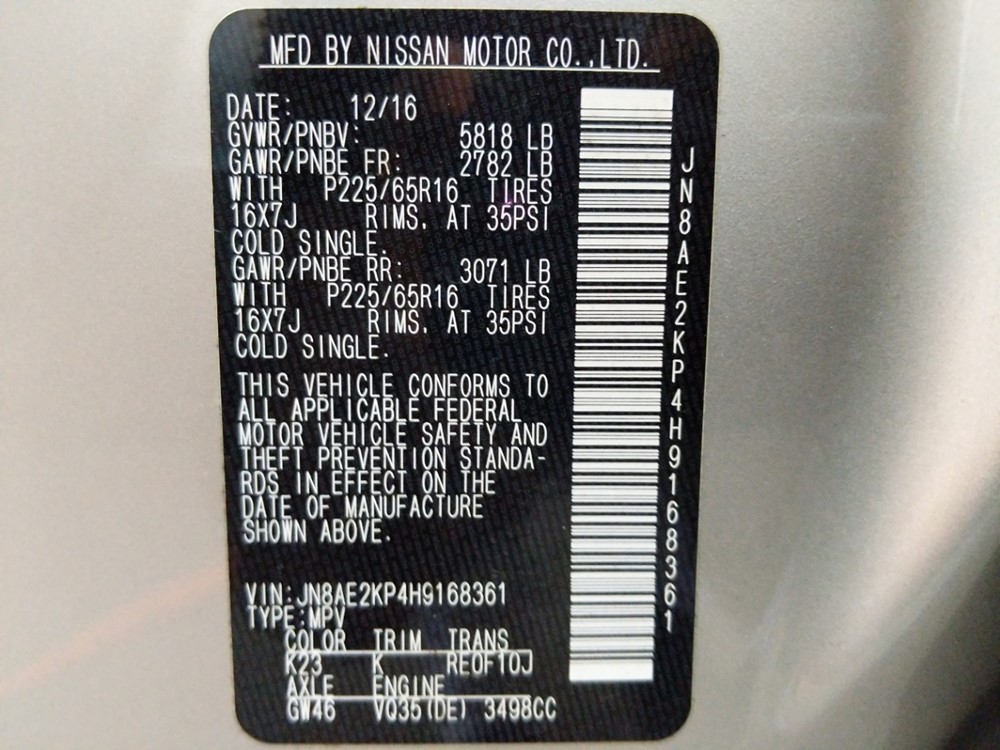 MFD BY NISSAN MOTOR CO.,LTD.
DATE: 12/16
GVWR/PNBV: 5818 LB
GAWR/PNBE FR: 2782 LB
WITH P225/65R16 TIRES
16X7J RIMS. AT 35PSI
COLD SINGLE.
GAWR/PNBE RR: 3071 LB
WITH P225/65R16 TIRES
16X7J RIMS. AT 35PSI
COLD SINGLE.
THIS VEHICLE CONFORMS TO
ALL APPLICABLE FEDERAL
MOTOR VEHICLE SAFETY AND
THEFT PREVENTION STANDA-
RDS IN EFFECT ON THE
DATE OF MANUFACTURE
SHOWN ABOVE.
VIN:JN8AE2KP4H9168361
TYPE:MPV
COLOR TRIM TRANS
K23 K REOF10J
AXLE ENGINE
GW46 VQ35(DE) 3498CC
JN8AE2KP4H9168361